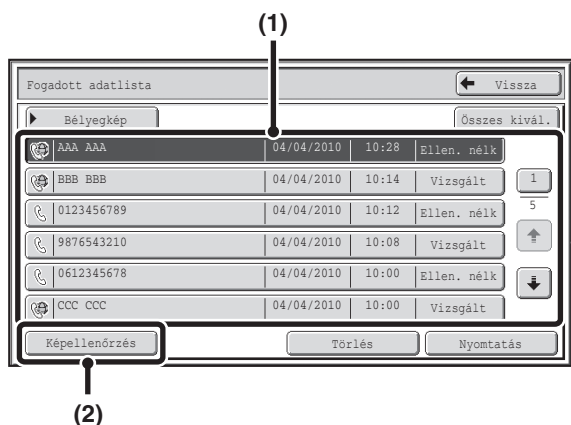 (1)
Fogadott adatlista Vissza
Bélyegkép Összes kivál.
AAA AAA 04/04/2010 10:28 Ellen. nélk
BBB BBB 04/04/2010 10:14 Vizsgált 1
0123456789 04/04/2010 10:12 Ellen. nélk 5
9876543210 04/04/2010 10:08 Vizsgált
0612345678 04/04/2010 10:00 Ellen. nélk
CCC CCC 04/04/2010 10:00 Vizsgált
Képellenőrzés Törlés Nyomtatás
(2)